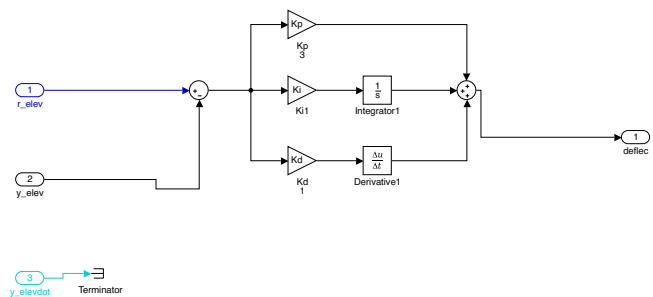 Kp
Kp
3
1
r_elev
+
−
Ki
Ki1
1
s
Integrator1
+
+
+
2
y_elev
Kd
Kd
1
Δu
Δt
Derivative1
1
deflec
3
y_elevdot
Terminator